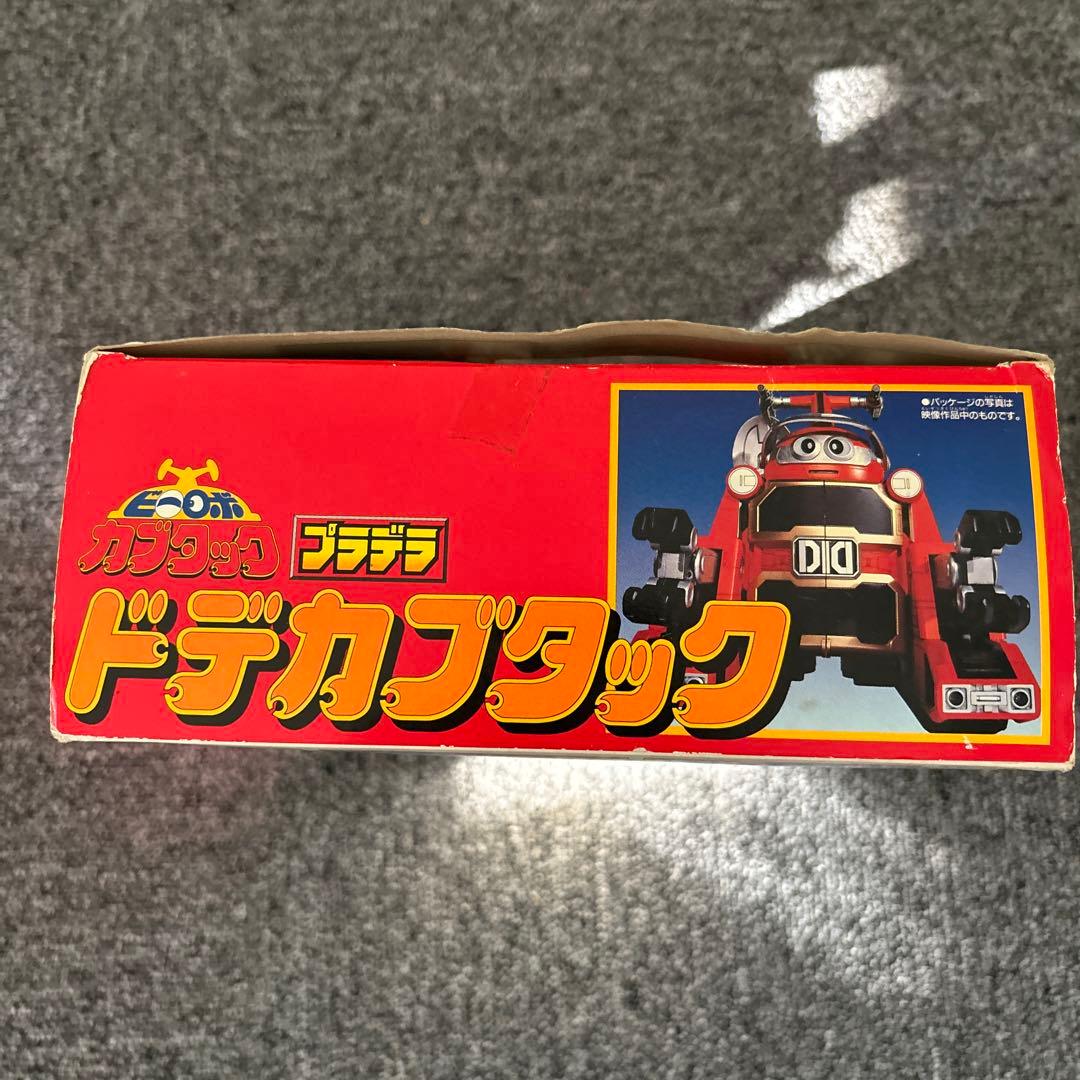 ビーロボ
カブタック
プラデラ
ドデカブタック
●パッケージの写真は
映像作品中のものです。